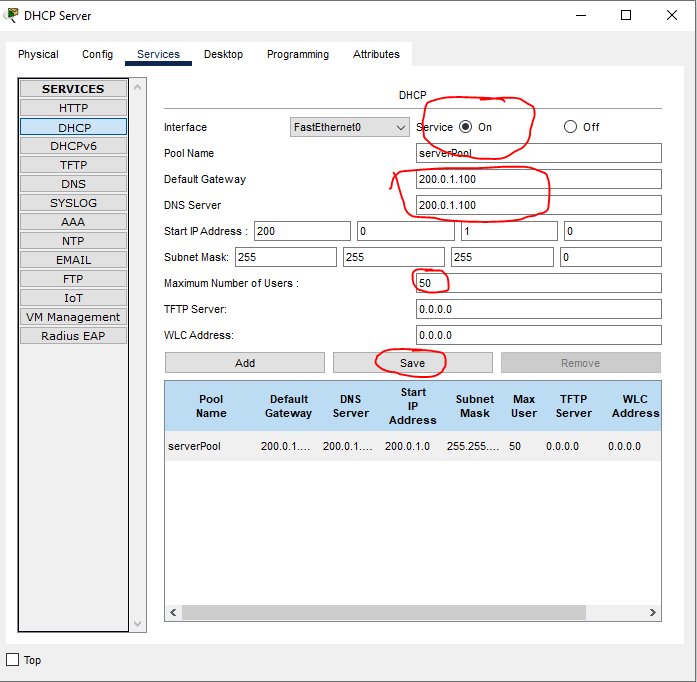 DHCP Server
Physical Config Services Desktop Programming Attributes
SERVICES
HTTP
DHCP
DHCPv6
TFTP
DNS
SYSLOG
AAA
NTP
EMAIL
FTP
IoT
VM Management
Radius EAP
DHCP
Interface FastEthernet0 Service On Off
Pool Name serverPool
Default Gateway 200.0.1.100
DNS Server 200.0.1.100
Start IP Address : 200 0 1 0
Subnet Mask: 255 255 255 0
Maximum Number of Users : 50
TFTP Server: 0.0.0.0
WLC Address: 0.0.0.0
Add Save Remove
Pool Name Default Gateway DNS Server Start IP Address Subnet Mask Max User TFTP Server WLC Address
serverPool 200.0.1.... 200.0.1.... 200.0.1.0 255.255.... 50 0.0.0.0 0.0.0.0
Top